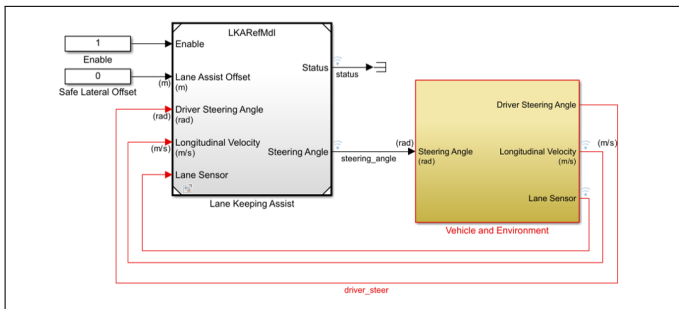 LKARefMdl
1
Enable
Enable
0
Safe Lateral Offset
(m)
Lane Assist Offset
(m)
(rad)
Driver Steering Angle
(rad)
(m/s)
Longitudinal Velocity
(m/s)
Lane Sensor
Status
status
Steering Angle
steering_angle
Lane Keeping Assist
(rad)
Steering Angle
(rad)
Driver Steering Angle
Longitudinal Velocity
(m/s)
(m/s)
Lane Sensor
Vehicle and Environment
driver_steer